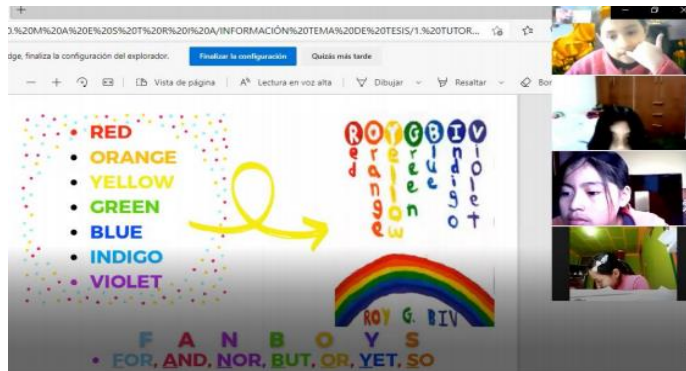 0.%20M%20A%20E%20S%20T%20R%20I%20A/INFORMACIÓN%20TEMA%20DE%20TESIS/1.%20TUTOR...
dge, finaliza la configuración del explorador.
Finalizar la configuración
Quizás más tarde
Vista de página
Lectura en voz alta
Dibujar
Resaltar
Bor
• RED
• ORANGE
• YELLOW
• GREEN
• BLUE
• INDIGO
• VIOLET
ROYGBIV
Red
Orange
Yellow
Green
Blue
Indigo
Violet
ROY G. BIV
F A N B O Y S
• FOR, AND, NOR, BUT, OR, YET, SO